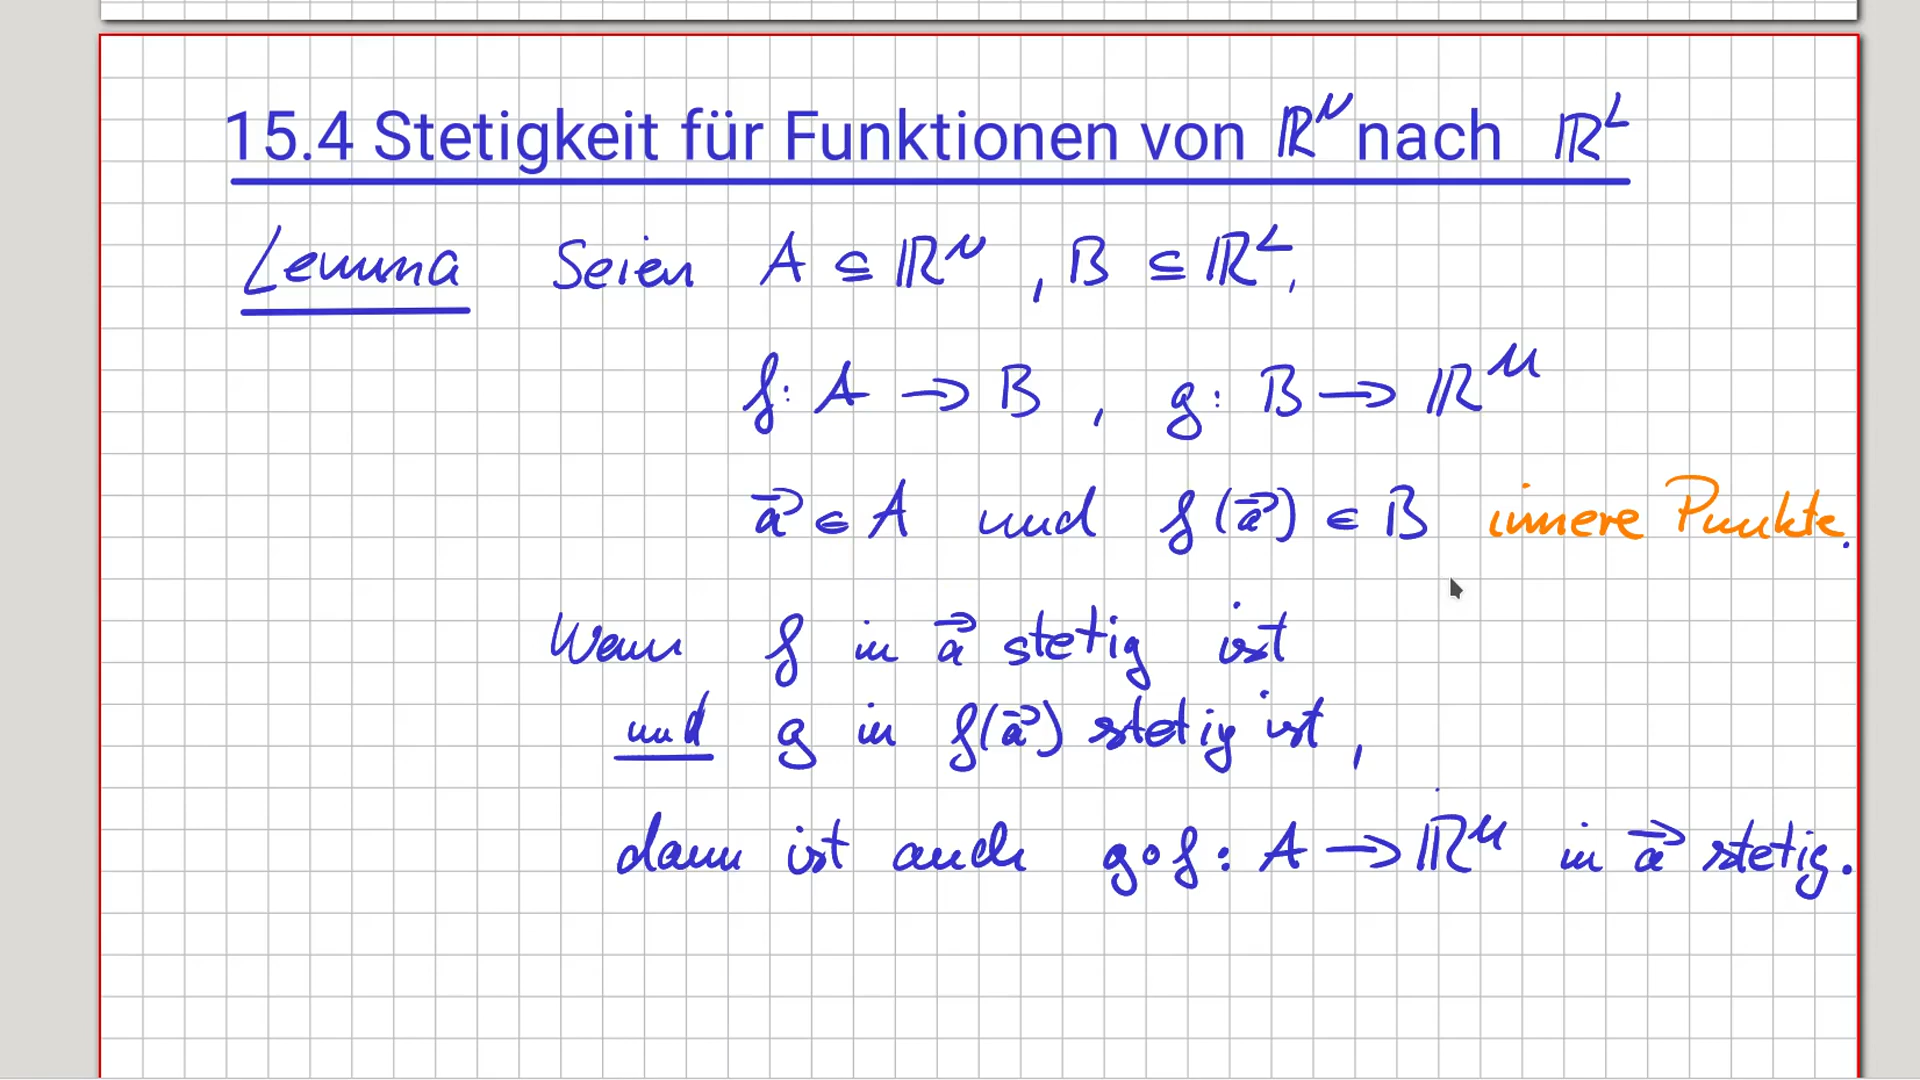 15.4 Stetigkeit für Funktionen von ℝᴺ nach ℝᴸ
Lemma Seien A ⊆ ℝᴺ, B ⊆ ℝᴸ,
f: A → B, g: B → ℝᴹ
a⃗ ∈ A und f(a⃗) ∈ B innere Punkte.
Wenn f in a⃗ stetig ist
und g in f(a⃗) stetig ist,
dann ist auch g∘f: A → ℝᴹ in a⃗ stetig.